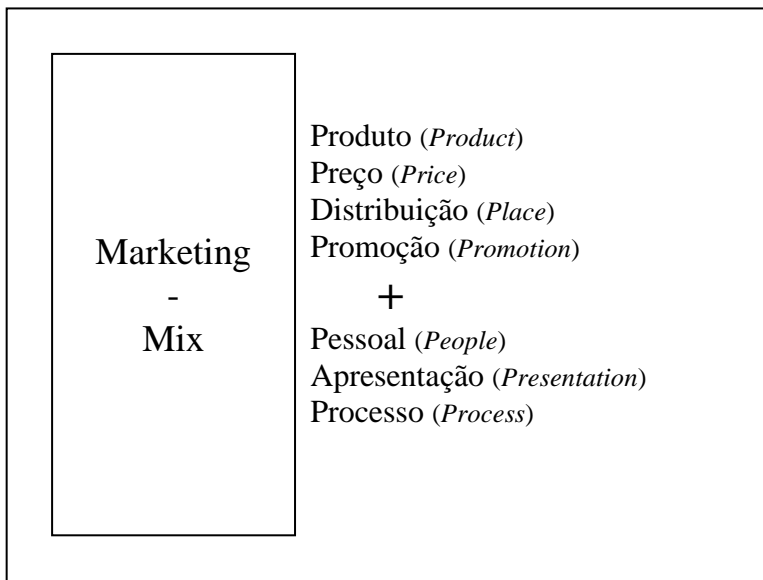 Marketing
-
Mix
Produto (Product)
Preço (Price)
Distribuição (Place)
Promoção (Promotion)
+
Pessoal (People)
Apresentação (Presentation)
Processo (Process)